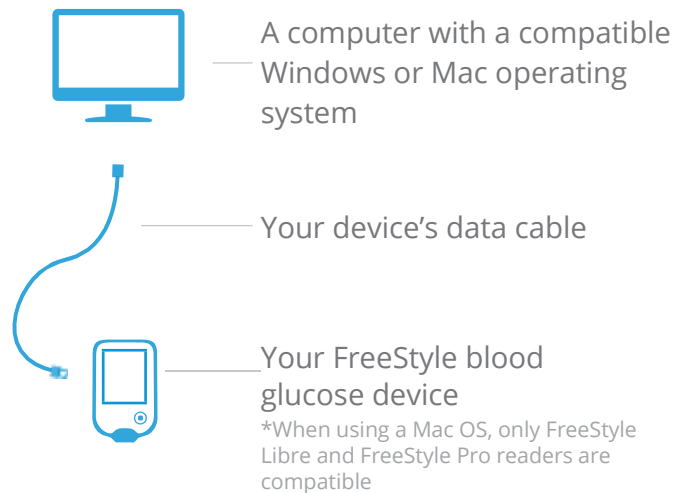 A computer with a compatible
Windows or Mac operating
system
Your device’s data cable
Your FreeStyle blood
glucose device
*When using a Mac OS, only FreeStyle
Libre and FreeStyle Pro readers are
compatible